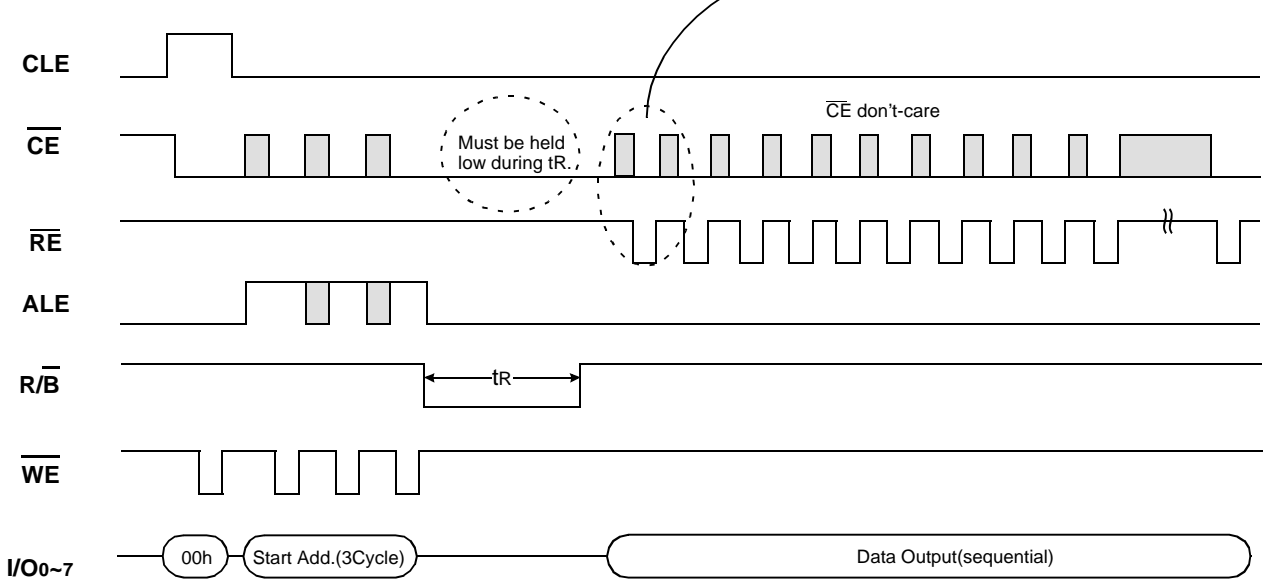 CLE
CE don't-care
CE
Must be held
low during tR.
RE
ALE
R/B
tR
WE
I/O0~7
00h
Start Add.(3Cycle)
Data Output(sequential)